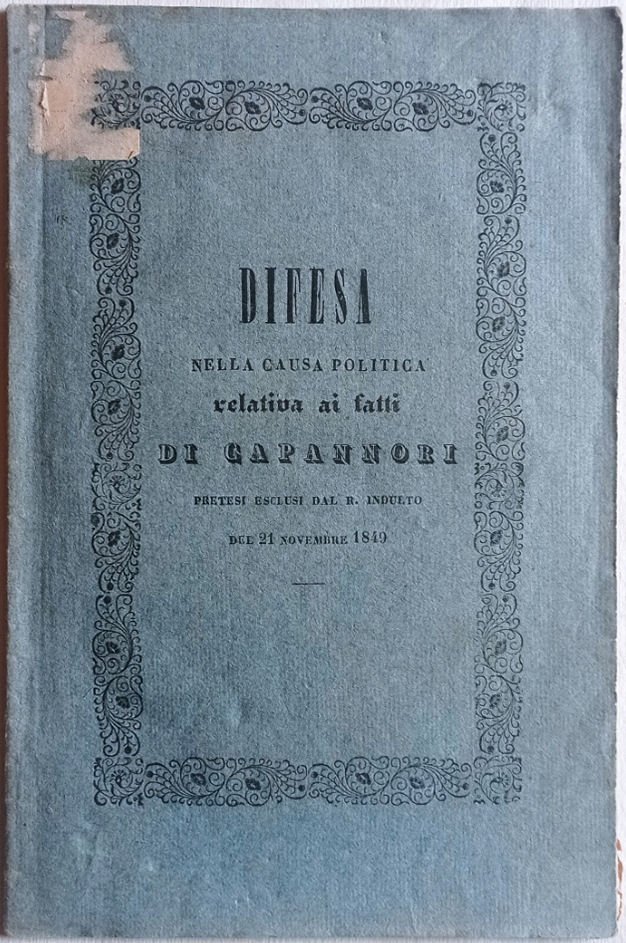 DIFESA
NELLA CAUSA POLITICA
relativa ai fatti
DI CAPANNORI
PRETESI ESCLUSI DAL R. INDULTO
DEL 21 NOVEMBRE 1849